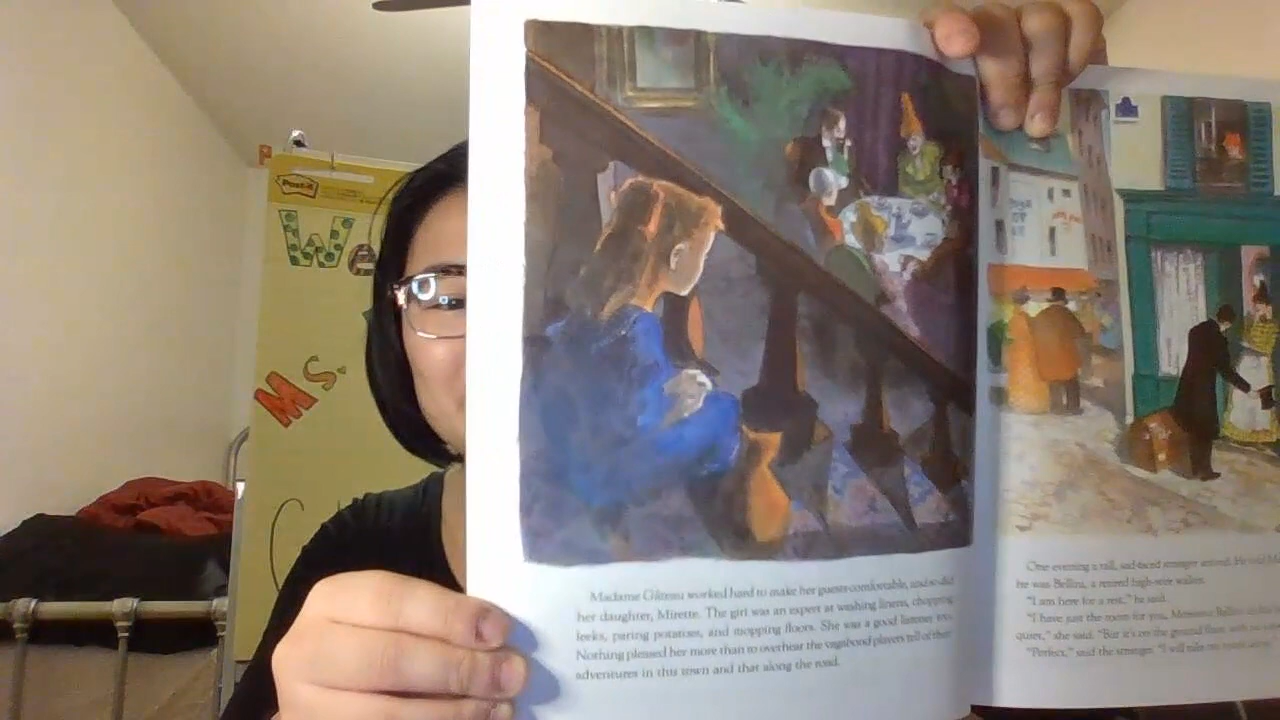 Post-it
We
Ms.
C
Madame Gâteau worked hard to make her guests comfortable, and so did
her daughter, Mirette. The girl was an expert at washing linens, chopping
leeks, paring potatoes, and mopping floors. She was a good listener too.
Nothing pleased her more than to overhear the vagabond players tell of their
adventures in this town and that along the road.
One evening a tall, sad-faced stranger arrived. He told
he was Bellini, a retired high-wire walker.
"I am here for a rest," he said.
"I have just the room for you, Monsieur Bellini:
quiet," she said. "But it's on the ground floor, with
"Perfect," said the stranger. "I will take my